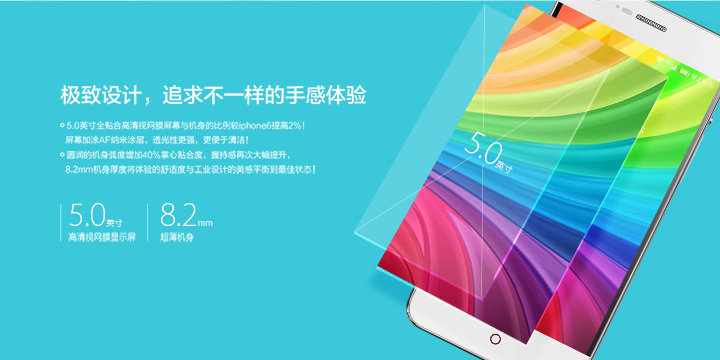 极致设计，追求不一样的手感体验
5.0英寸全贴合高清视网膜屏幕与机身的比例较iphone6提高2%！
屏幕加涂AF纳米涂层，透光性更强，更便于清洁！
圆润的机身弧度增加40%掌心贴合度，握持感再次大幅提升，
8.2mm机身厚度将体验的舒适度与工业设计的美感平衡到最佳状态！
5.0英寸
高清视网膜显示屏
8.2mm
超薄机身
5.0英寸